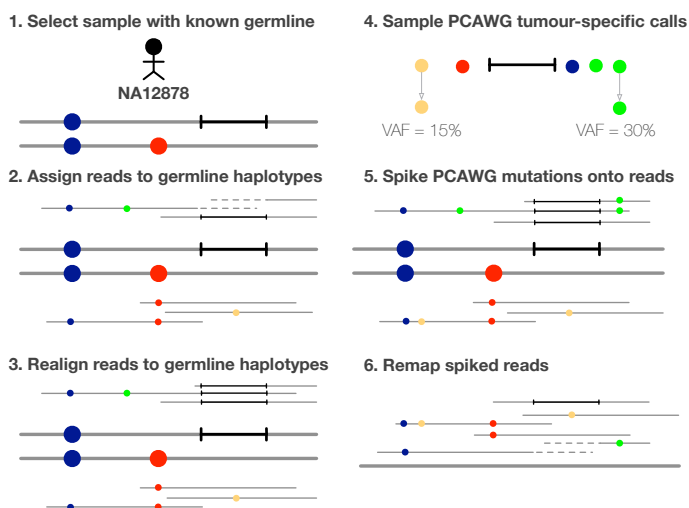 1. Select sample with known germline
NA12878
2. Assign reads to germline haplotypes
3. Realign reads to germline haplotypes
4. Sample PCAWG tumour-specific calls
VAF = 15%
VAF = 30%
5. Spike PCAWG mutations onto reads
6. Remap spiked reads